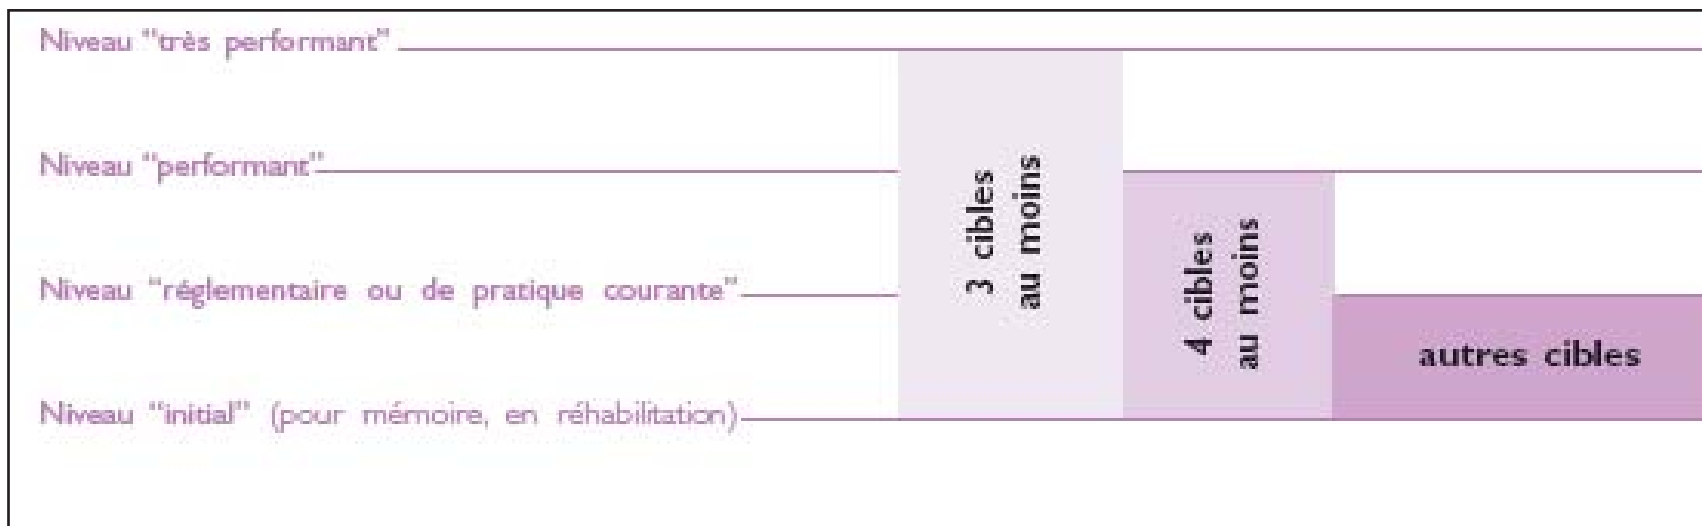 Niveau “très performant”
Niveau “performant”
Niveau “réglementaire ou de pratique courante”
Niveau “initial” (pour mémoire, en réhabilitation)
3 cibles
au moins
4 cibles
au moins
autres cibles